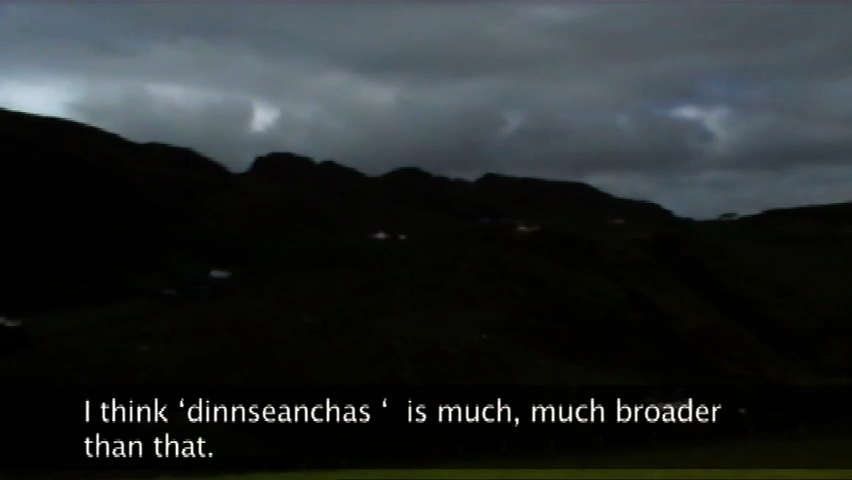 I think ‘dinnseanchas ‘ is much, much broader
than that.